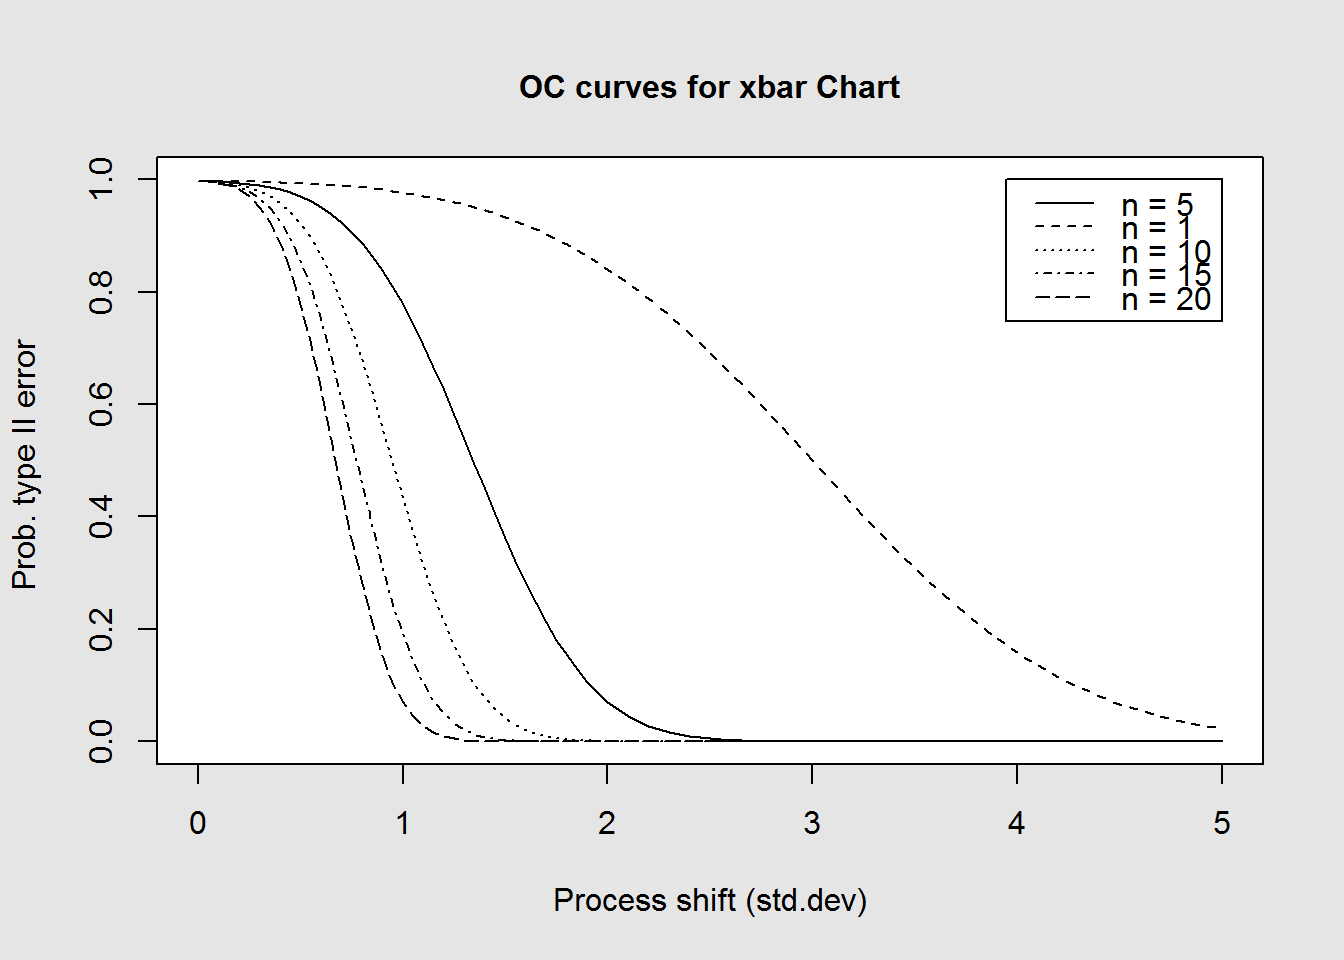 OC curves for xbar Chart
n = 5
n = 1
n = 10
n = 15
n = 20
Prob. type II error
1.0
0.8
0.6
0.4
0.2
0.0
0 1 2 3 4 5
Process shift (std.dev)